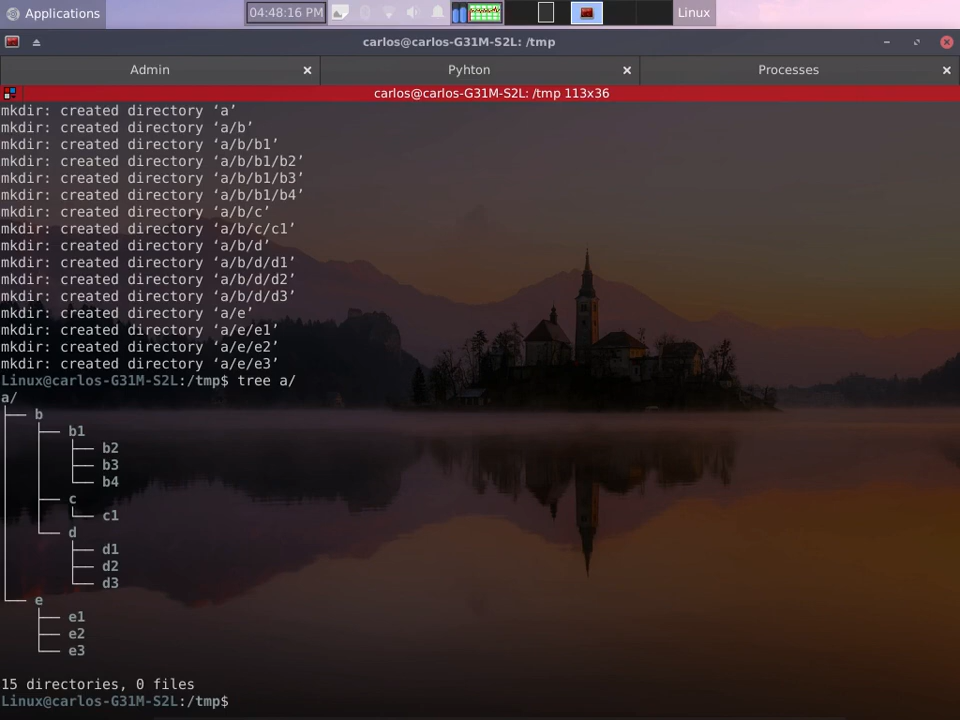 Applications
04:48:16 PM
Linux
carlos@carlos-G31M-S2L: /tmp
Admin
Pyhton
Processes
carlos@carlos-G31M-S2L: /tmp 113x36
mkdir: created directory ‘a’
mkdir: created directory ‘a/b’
mkdir: created directory ‘a/b/b1’
mkdir: created directory ‘a/b/b1/b2’
mkdir: created directory ‘a/b/b1/b3’
mkdir: created directory ‘a/b/b1/b4’
mkdir: created directory ‘a/b/c’
mkdir: created directory ‘a/b/c/c1’
mkdir: created directory ‘a/b/d’
mkdir: created directory ‘a/b/d/d1’
mkdir: created directory ‘a/b/d/d2’
mkdir: created directory ‘a/b/d/d3’
mkdir: created directory ‘a/e’
mkdir: created directory ‘a/e/e1’
mkdir: created directory ‘a/e/e2’
mkdir: created directory ‘a/e/e3’
Linux@carlos-G31M-S2L:/tmp$ tree a/
a/
├── b
│   ├── b1
│   │   ├── b2
│   │   ├── b3
│   │   └── b4
│   ├── c
│   │   └── c1
│   └── d
│       ├── d1
│       ├── d2
│       └── d3
└── e
    ├── e1
    ├── e2
    └── e3
15 directories, 0 files
Linux@carlos-G31M-S2L:/tmp$